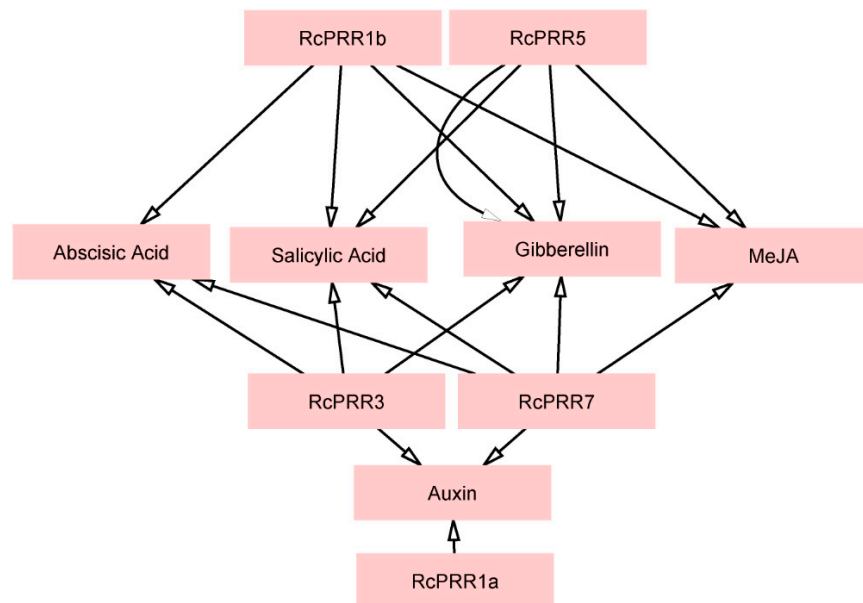 RcPRR1b
RcPRR5
Abscisic Acid
Salicylic Acid
Gibberellin
MeJA
RcPRR3
RcPRR7
Auxin
RcPRR1a